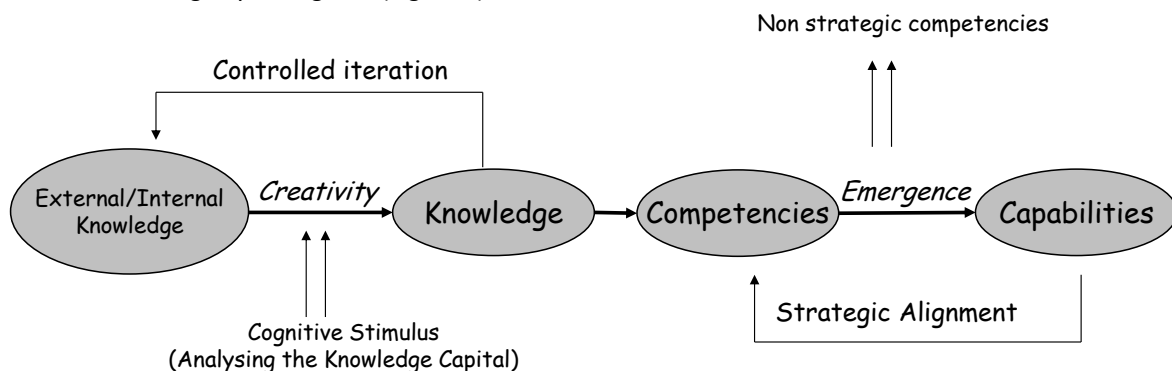 Non strategic competencies
Controlled iteration
External/Internal
Knowledge
Creativity
Knowledge
Competencies
Emergence
Capabilities
Strategic Alignment
Cognitive Stimulus
(Analysing the Knowledge Capital)